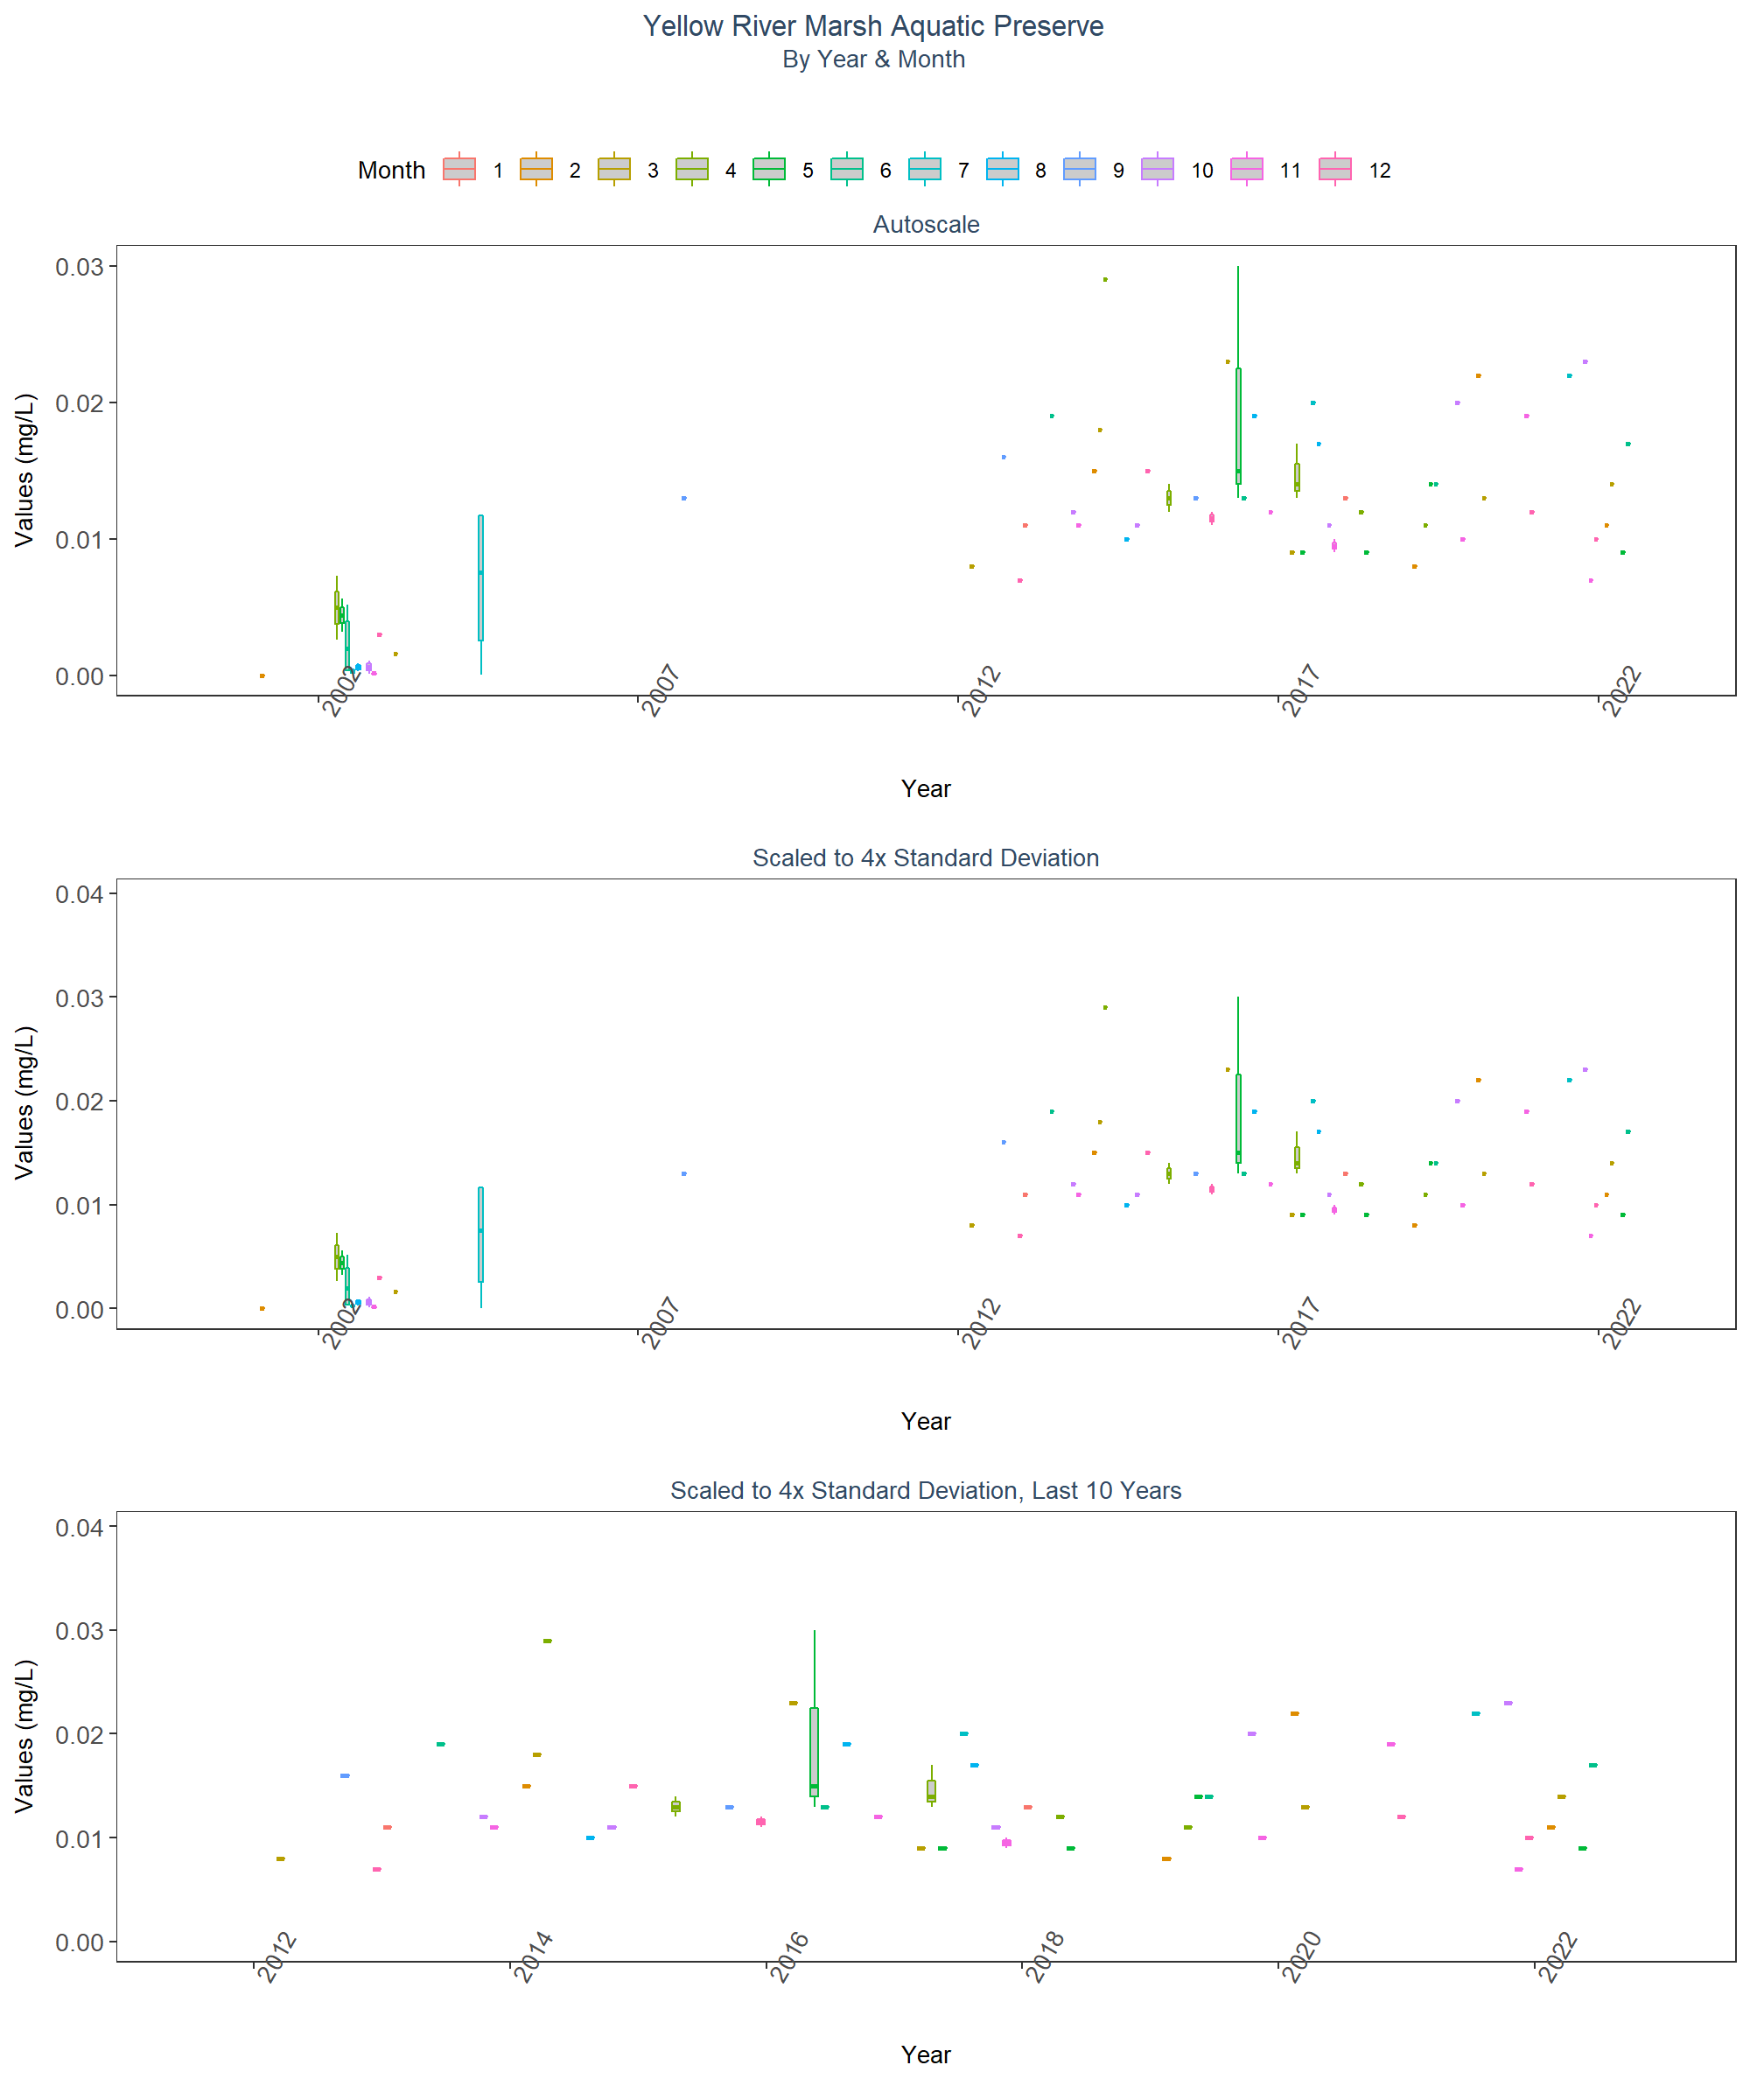 Yellow River Marsh Aquatic Preserve
By Year & Month
Month 1 2 3 4 5 6 7 8 9 10 11 12
Autoscale
Values (mg/L)
0.03
0.02
0.01
0.00
2002 2007 2012 2017 2022
Year
Scaled to 4x Standard Deviation
Values (mg/L)
0.04
0.03
0.02
0.01
0.00
2002 2007 2012 2017 2022
Year
Scaled to 4x Standard Deviation, Last 10 Years
Values (mg/L)
0.04
0.03
0.02
0.01
0.00
2012 2014 2016 2018 2020 2022
Year